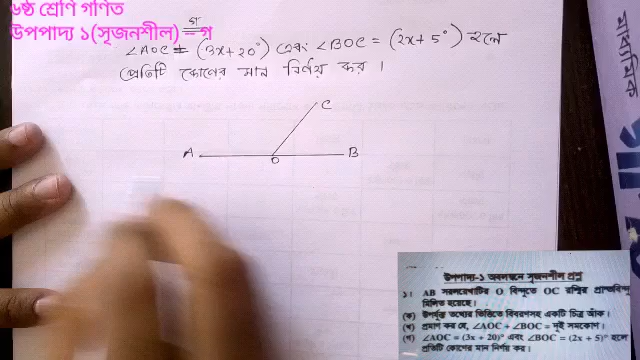 ৬ষ্ঠ শ্রেণি গণিত
উপপাদ্য ১(সৃজনশীল) গ
গ
∠AOC = (3x+20°) এবং ∠BOC = (2x+5°) হলে
প্রতিটি কোনের মান নির্ণয় কর।
C
A
O
B
মাধ্যমিক
উপপাদ্য-১ অবলম্বনে সৃজনশীল প্রশ্ন
১। AB সরলরেখাটির O বিন্দুতে OC রশ্মির প্রান্তবিন্দু
মিলিত হয়েছে।
(ক) উপর্যুক্ত তথ্যের ভিত্তিতে বিবরণসহ একটি চিত্র আঁক।
(খ) প্রমাণ কর যে, ∠AOC + ∠BOC = দুই সমকোণ।
(গ) ∠AOC = (3x + 20)° এবং ∠BOC = (2x + 5)° হলে
প্রতিটি কোণের মান নির্ণয় কর।